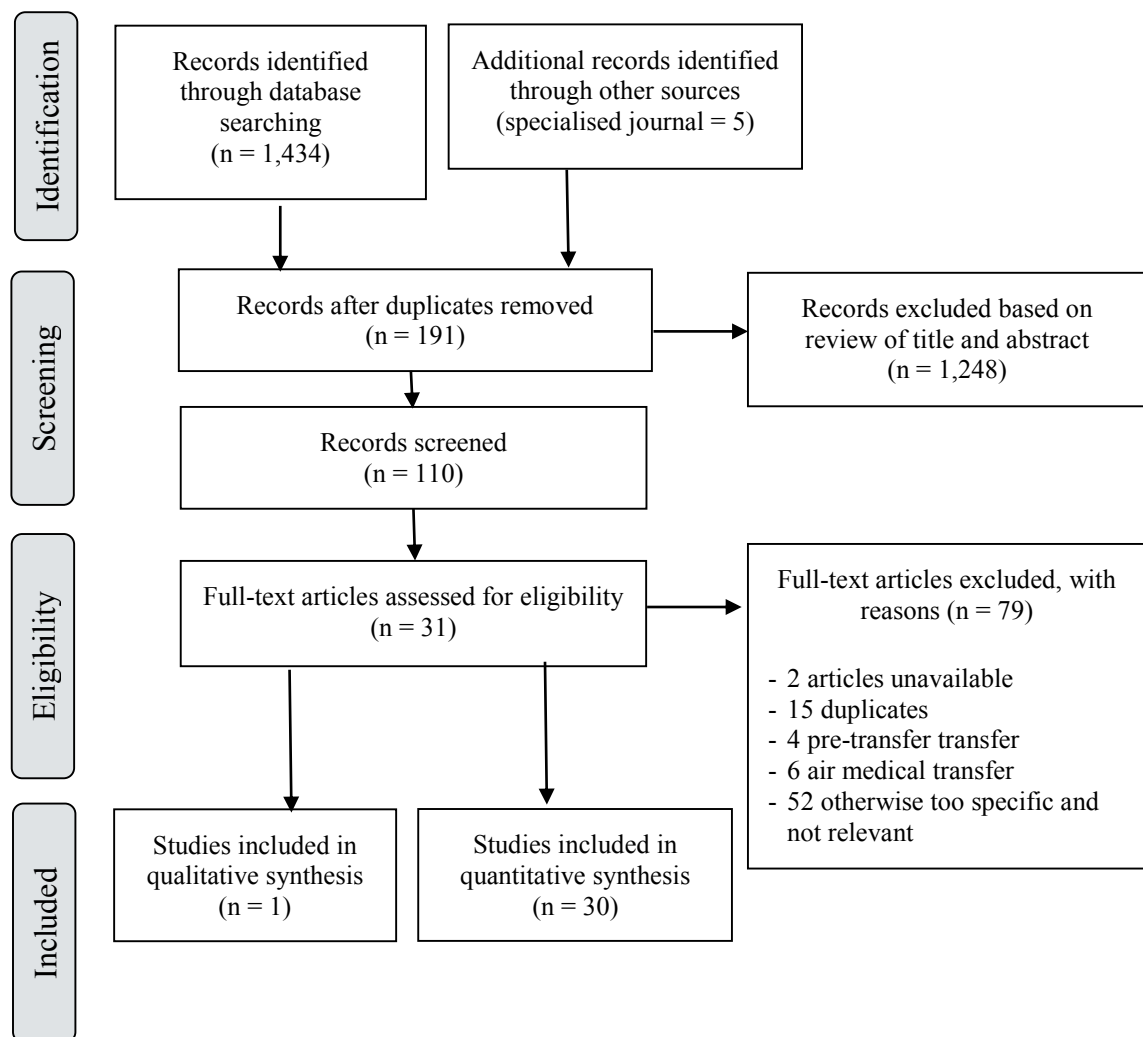 Identification
Records identified
through database
searching
(n = 1,434)
Additional records identified
through other sources
(specialised journal = 5)
Screening
Records after duplicates removed
(n = 191)
Records excluded based on
review of title and abstract
(n = 1,248)
Records screened
(n = 110)
Eligibility
Full-text articles assessed for eligibility
(n = 31)
Full-text articles excluded, with
reasons (n = 79)
- 2 articles unavailable
- 15 duplicates
- 4 pre-transfer transfer
- 6 air medical transfer
- 52 otherwise too specific and
not relevant
Included
Studies included in
qualitative synthesis
(n = 1)
Studies included in
quantitative synthesis
(n = 30)